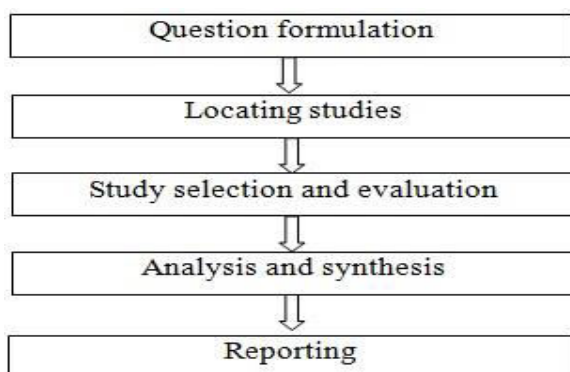 Question formulation
Locating studies
Study selection and evaluation
Analysis and synthesis
Reporting